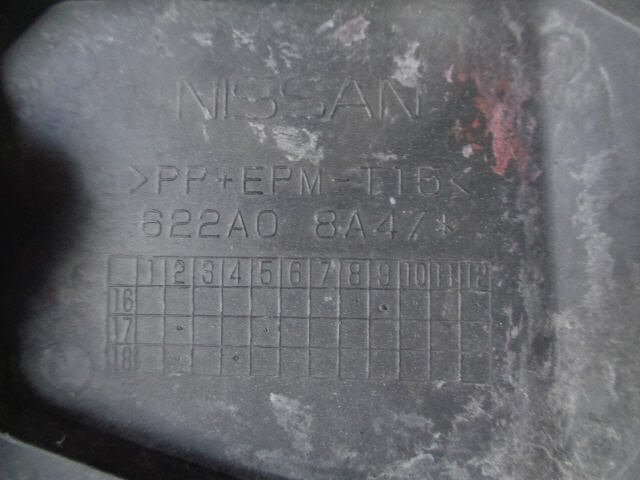 NISSAN
>PP+EPM-T15<
622A0 8A47*
1 2 3 4 5 6 7 8 9 10 11 12
16
17
18